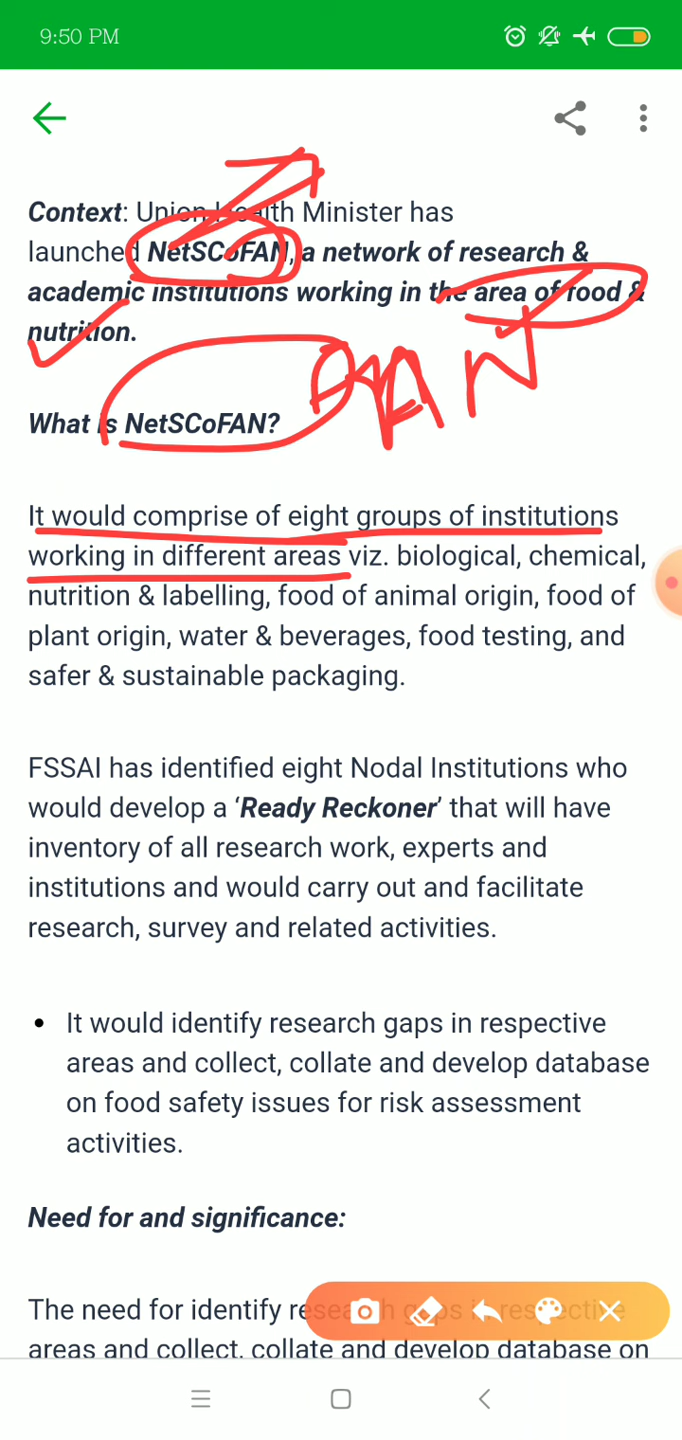 9:50 PM
Context: Union Health Minister has
launched NetSCoFAN, a network of research &
academic institutions working in the area of food &
nutrition.
What is NetSCoFAN?
It would comprise of eight groups of institutions
working in different areas viz. biological, chemical,
nutrition & labelling, food of animal origin, food of
plant origin, water & beverages, food testing, and
safer & sustainable packaging.
FSSAI has identified eight Nodal Institutions who
would develop a ‘Ready Reckoner’ that will have
inventory of all research work, experts and
institutions and would carry out and facilitate
research, survey and related activities.
• It would identify research gaps in respective
areas and collect, collate and develop database
on food safety issues for risk assessment
activities.
Need for and significance:
The need for identify research gaps in respective
areas and collect, collate and develop database on